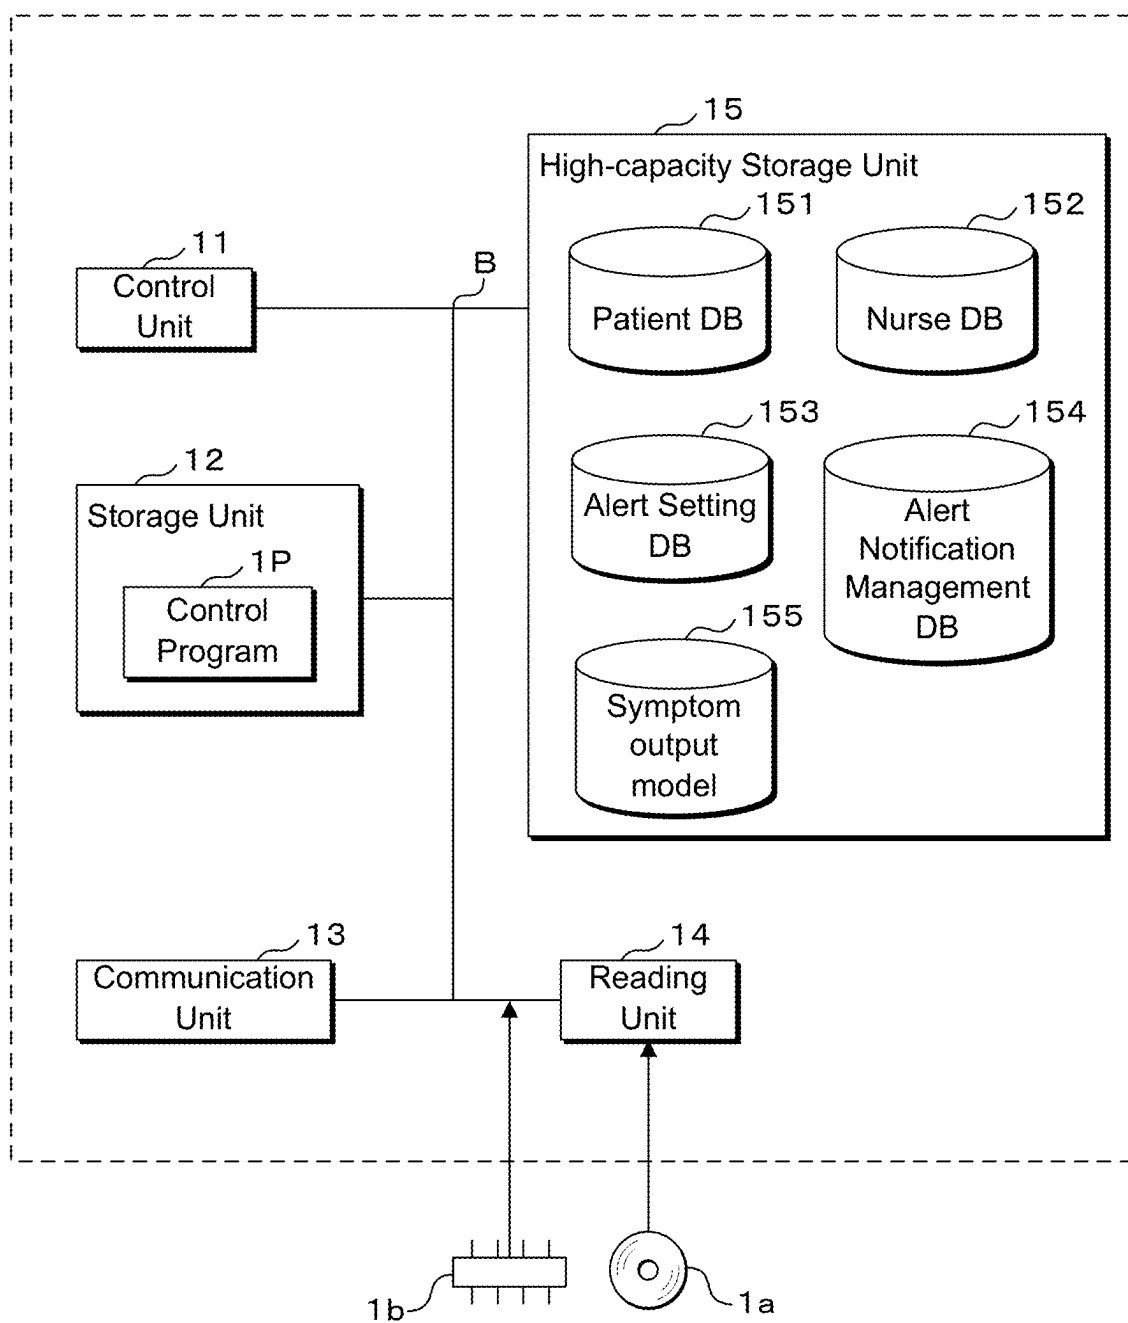 15
High-capacity Storage Unit
151
Patient DB
152
Nurse DB
11
Control
Unit
B
153
Alert Setting
DB
154
Alert
Notification
Management
DB
12
Storage Unit
1P
Control
Program
155
Symptom
output
model
13
Communication
Unit
14
Reading
Unit
1b
1a